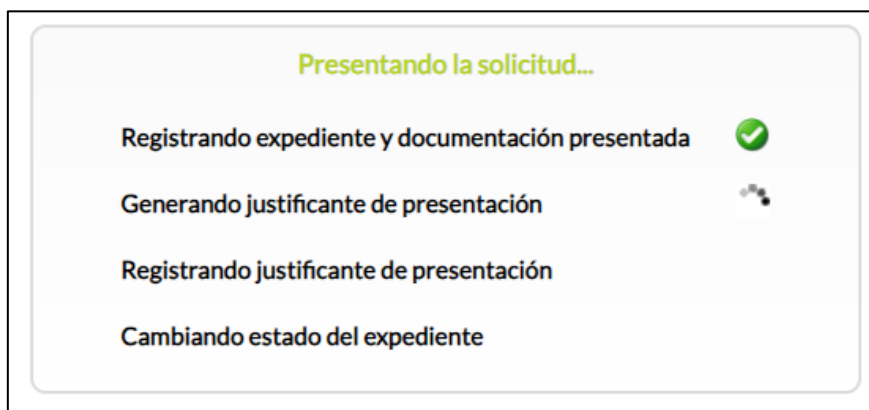 Presentando la solicitud...
Registrando expediente y documentación presentada
Generando justificante de presentación
Registrando justificante de presentación
Cambiando estado del expediente